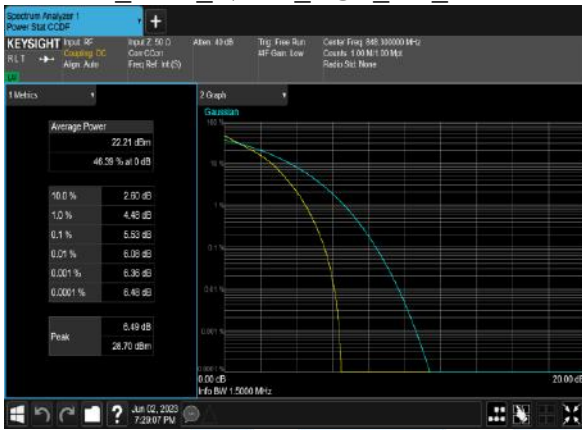 Spectrum Analyzer 1
Power Stat CCDF
+
KEYSIGHT
Input: RF
Coupling: DC
Align: Auto
Input Z: 50 Ω
Corr CCorr
Freq Ref: Int (S)
Atten: 40 dB
Trig: Free Run
#IF Gain: Low
Center Freq: 848.300000 MHz
Counts: 1.00 M/1.00 Mpt
Radio Std: None
RLT
1 Metrics
2 Graph
Average Power
22.21 dBm
46.39 % at 0 dB
10.0 % 2.60 dB
1.0 % 4.48 dB
0.1 % 5.53 dB
0.01 % 6.08 dB
0.001 % 6.36 dB
0.0001 % 6.48 dB
Peak
6.49 dB
28.70 dBm
Gaussian
100 %
10 %
1 %
0.1 %
0.01 %
0.001 %
0.0001 %
0.00 dB
20.00 dB
Info BW 1.5000 MHz
?
Jun 02, 2023
7:29:07 PM